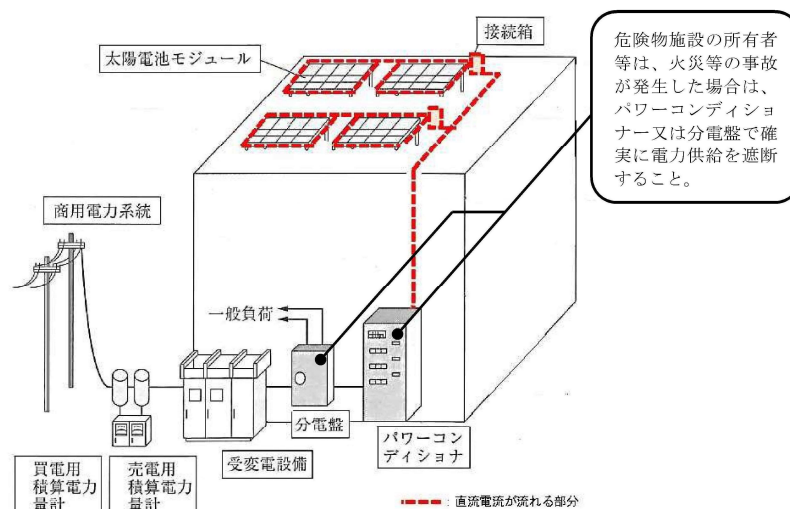 接続箱
太陽電池モジュール
危険物施設の所有者
等は、火災等の事故
が発生した場合は、
パワーコンディショ
ナー又は分電盤で確
実に電力供給を遮断
すること。
商用電力系統
一般負荷
分電盤
パワーコン
ディショナ
受変電設備
買電用
積算電力
量計
売電用
積算電力
量計
：直流電流が流れる部分